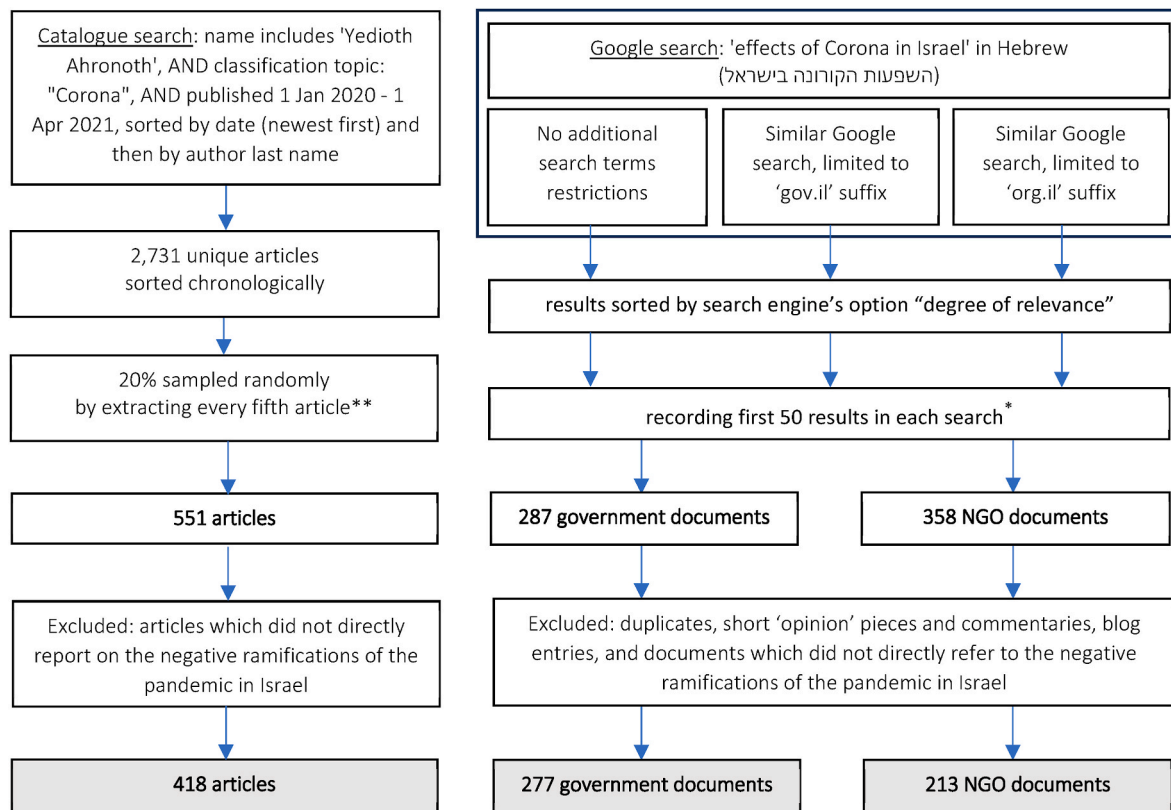 Catalogue search: name includes 'Yedioth
Ahronoth', AND classification topic:
"Corona", AND published 1 Jan 2020 - 1
Apr 2021, sorted by date (newest first) and
then by author last name
2,731 unique articles
sorted chronologically
20% sampled randomly
by extracting every fifth article**
551 articles
Excluded: articles which did not directly
report on the negative ramifications of the
pandemic in Israel
418 articles
Google search: 'effects of Corona in Israel' in Hebrew
(השפעות הקורונה בישראל)
No additional
search terms
restrictions
Similar Google
search, limited to
‘gov.il’ suffix
Similar Google
search, limited to
‘org.il’ suffix
results sorted by search engine’s option “degree of relevance”
recording first 50 results in each search*
287 government documents
358 NGO documents
Excluded: duplicates, short ‘opinion’ pieces and commentaries, blog
entries, and documents which did not directly refer to the negative
ramifications of the pandemic in Israel
277 government documents
213 NGO documents